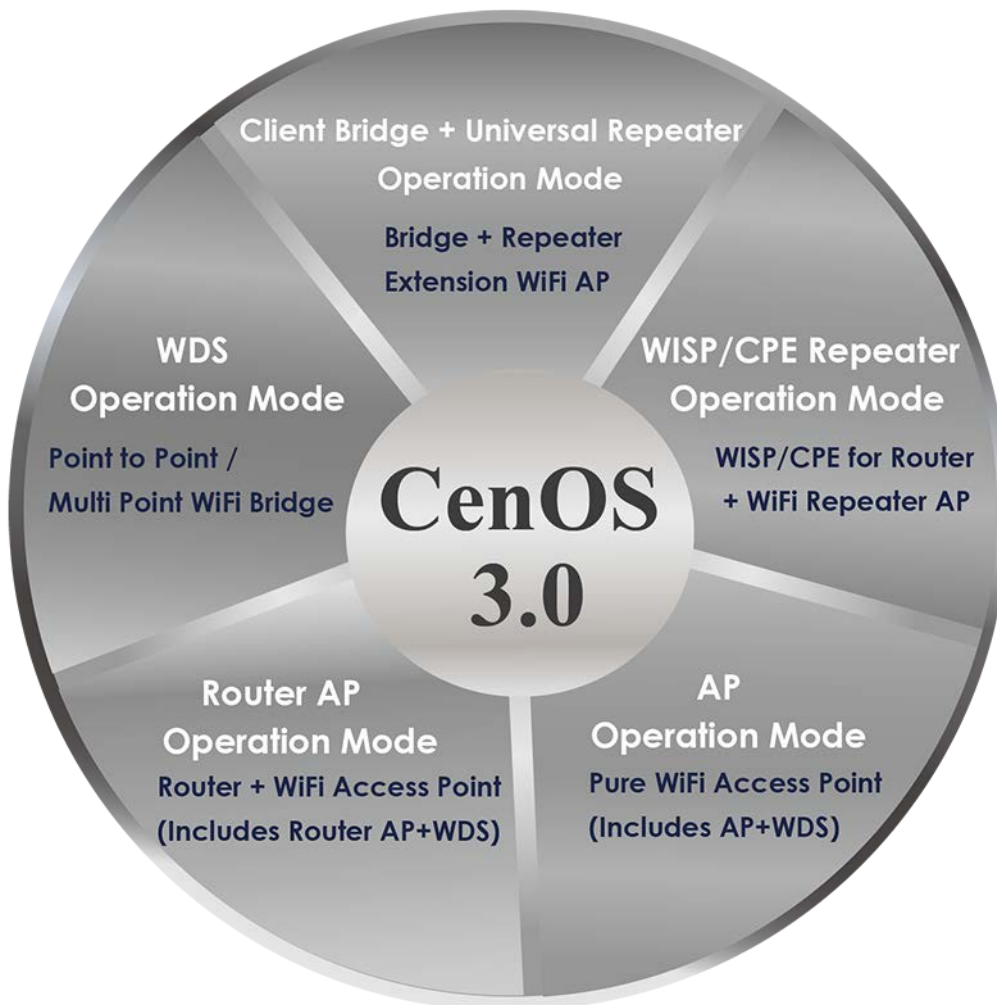 Client Bridge + Universal Repeater
Operation Mode
Bridge + Repeater
Extension WiFi AP
WISP/CPE Repeater
Operation Mode
WISP/CPE for Router
+ WiFi Repeater AP
AP
Operation Mode
Pure WiFi Access Point
(Includes AP+WDS)
Router AP
Operation Mode
Router + WiFi Access Point
(Includes Router AP+WDS)
WDS
Operation Mode
Point to Point /
Multi Point WiFi Bridge
CenOS
3.0